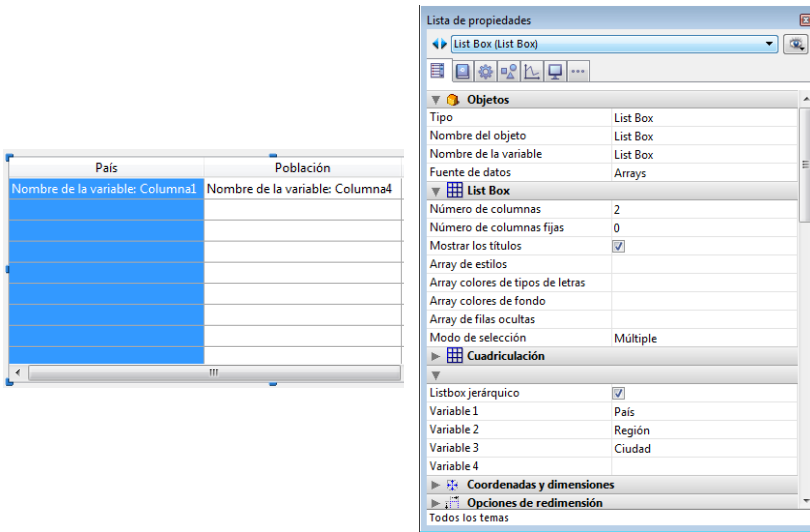 País Población
Nombre de la variable: Columna1 Nombre de la variable: Columna4
Lista de propiedades
List Box (List Box)
Objetos
Tipo List Box
Nombre del objeto List Box
Nombre de la variable List Box
Fuente de datos Arrays
List Box
Número de columnas 2
Número de columnas fijas 0
Mostrar los títulos
Array de estilos
Array colores de tipos de letras
Array colores de fondo
Array de filas ocultas
Modo de selección Múltiple
Cuadriculación
Listbox jerárquico
Variable 1 País
Variable 2 Región
Variable 3 Ciudad
Variable 4
Coordenadas y dimensiones
Opciones de redimensión
Todos los temas